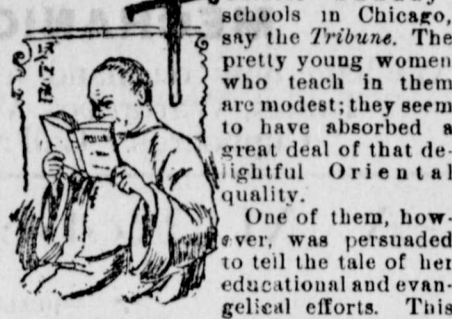 schools in Chicago,
say the Tribune. The
pretty young women
who teach in them
are modest; they seem
to have absorbed a
great deal of that de-
lightful Oriental
quality.
One of them, how-
ever, was persuaded
to tell the tale of her
educational and evan-
gelical efforts. This